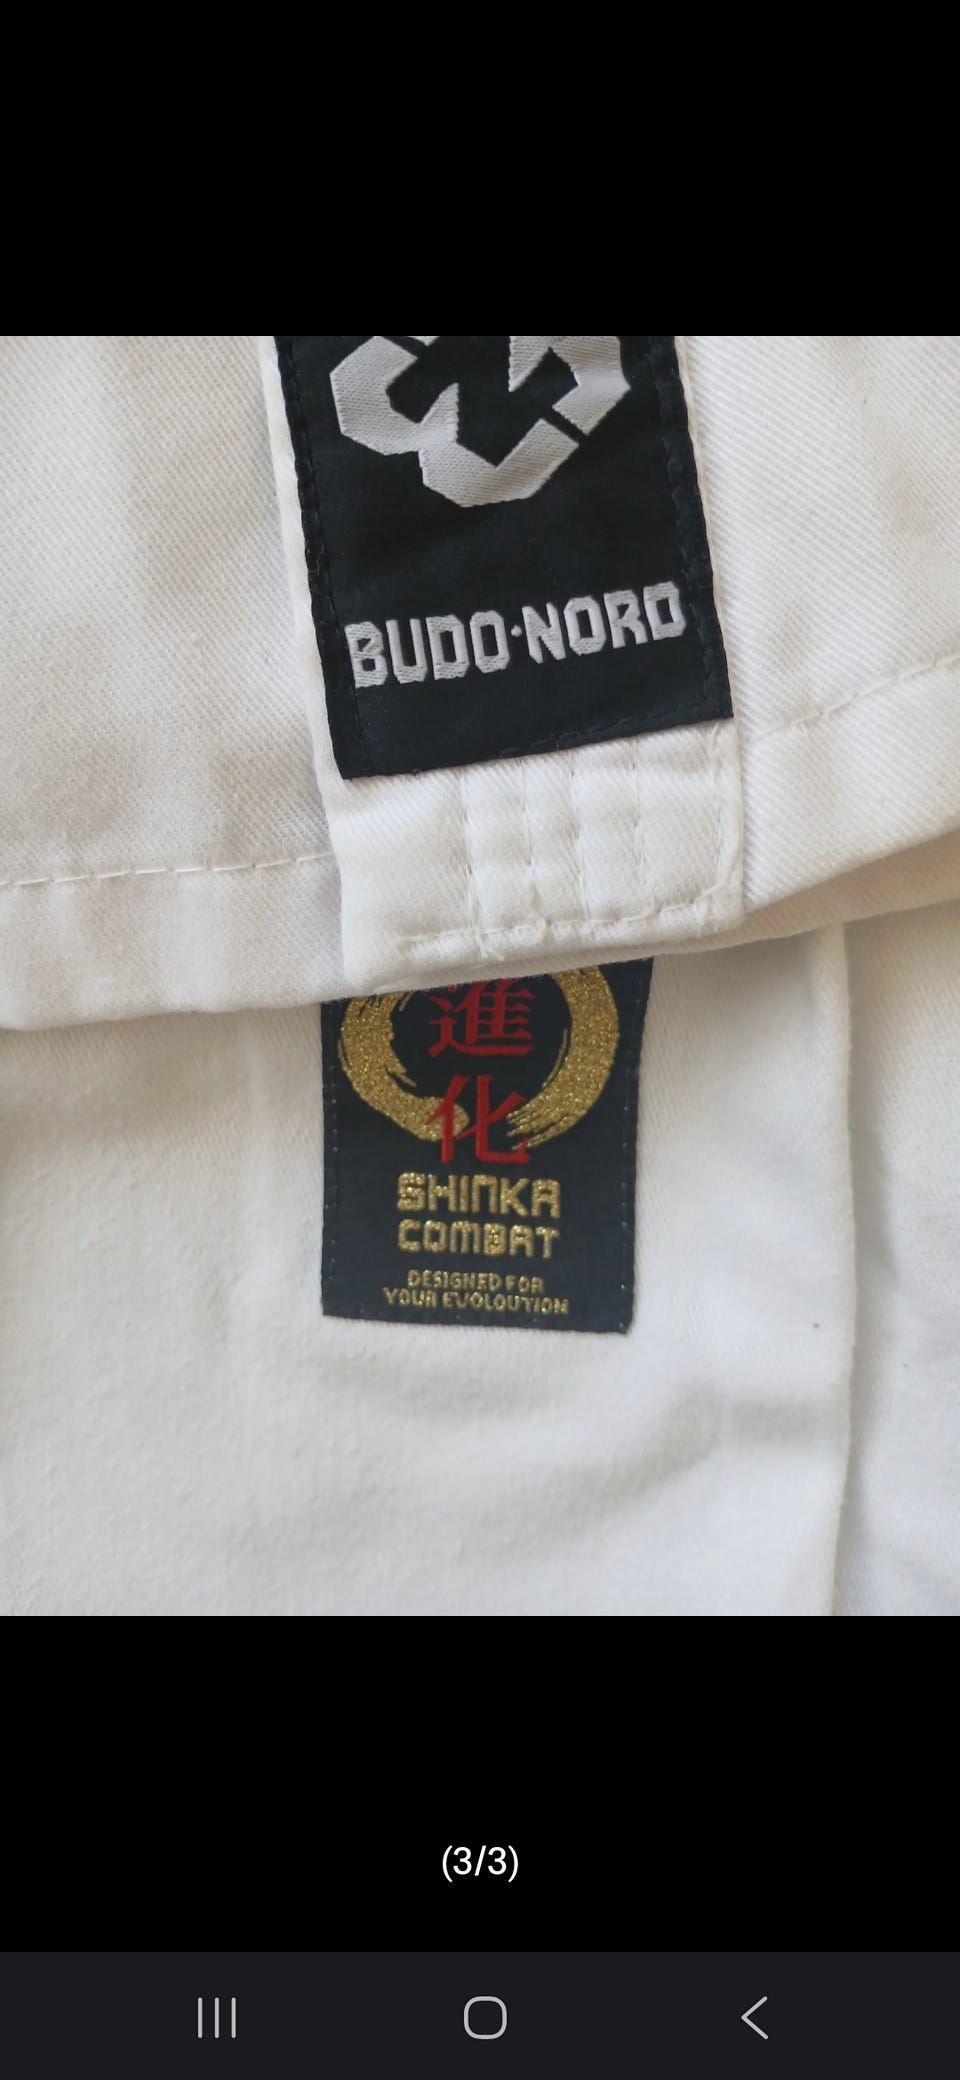 BUDO·NORD
進
化
SHINKA
COMBAT
DESIGNED FOR
YOUR EVOLOUTION
(3/3)